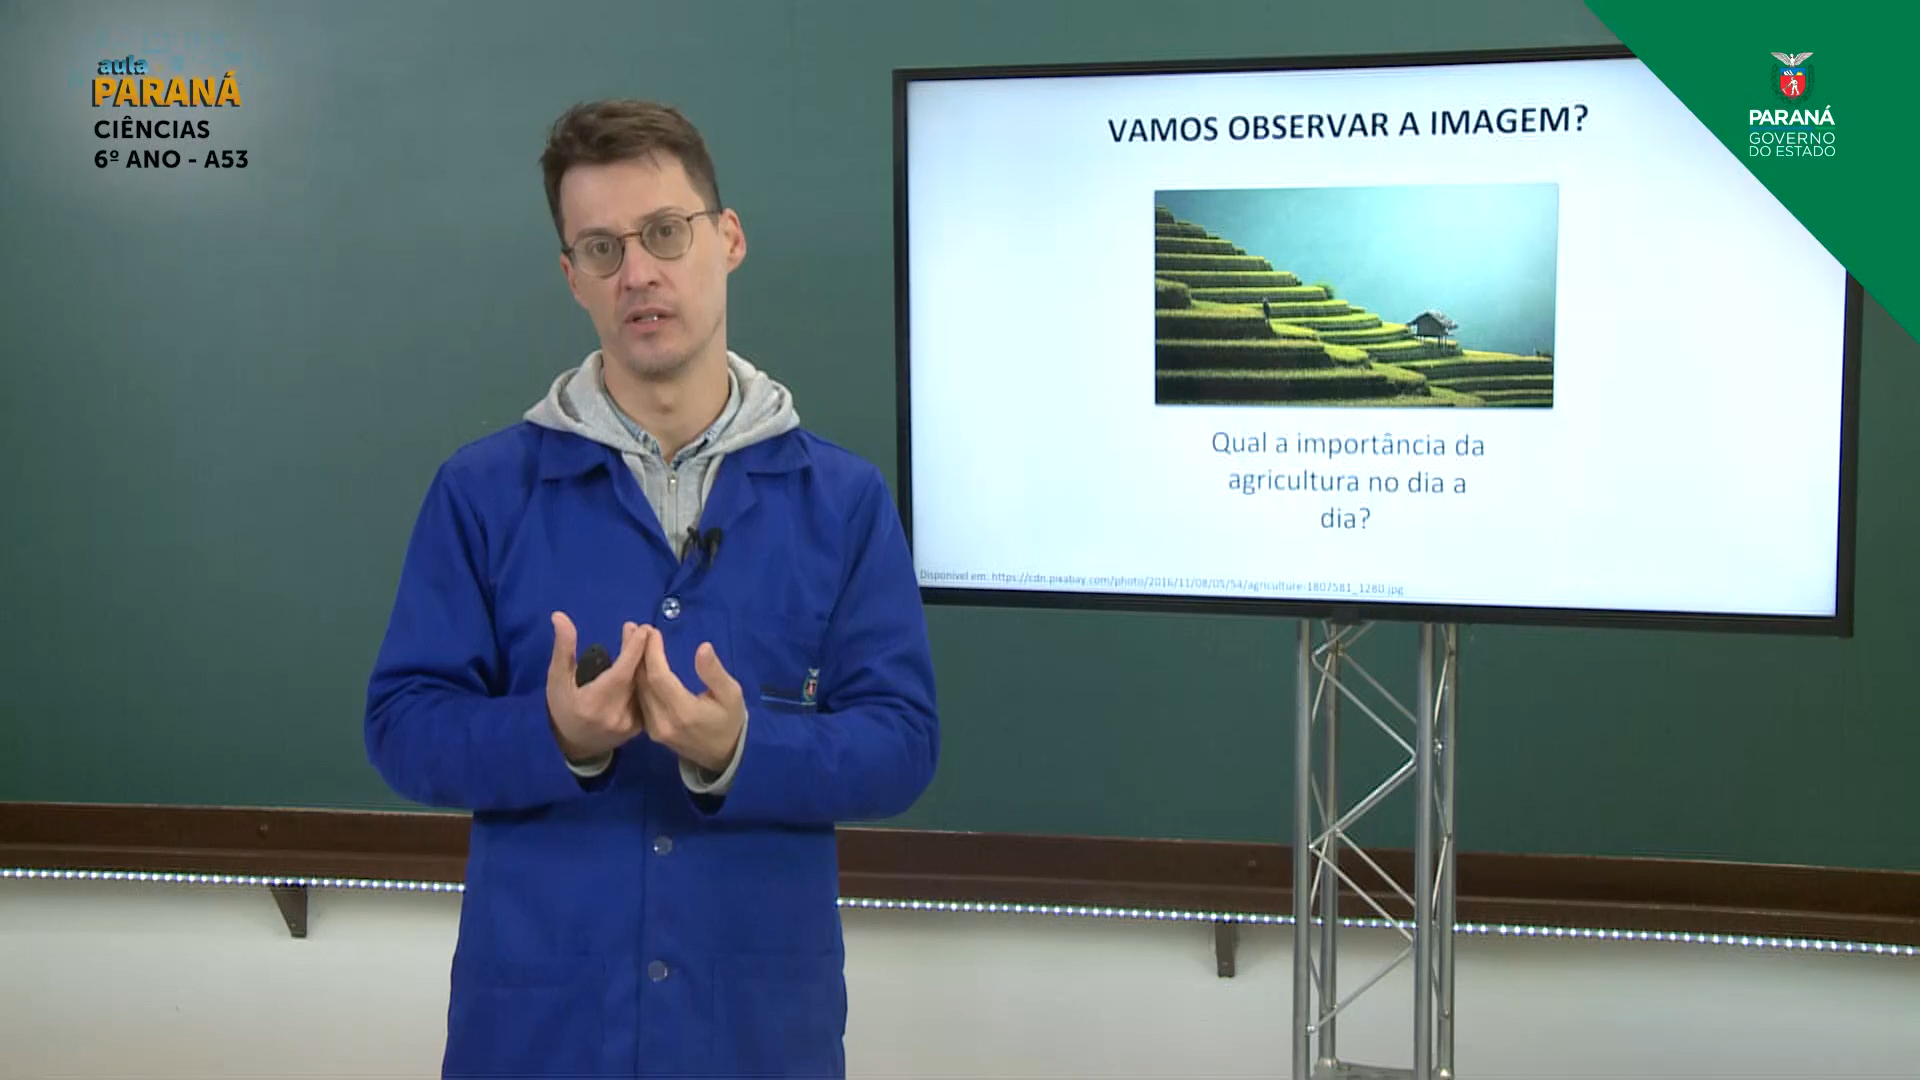 aula
PARANÁ
CIÊNCIAS
6º ANO - A53
VAMOS OBSERVAR A IMAGEM?
Qual a importância da
agricultura no dia a
dia?
Disponível em: https://cdn.pixabay.com/photo/2016/11/08/05/54/agriculture-1807581_1280.jpg
PARANÁ
GOVERNO
DO ESTADO